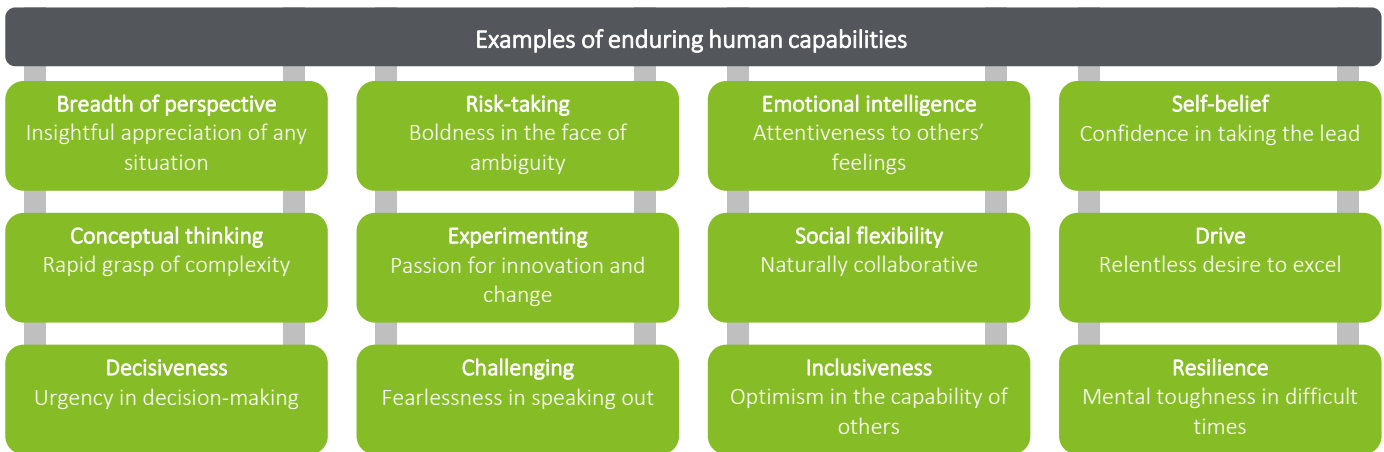 Examples of enduring human capabilities
Breadth of perspective
Insightful appreciation of any
situation
Risk-taking
Boldness in the face of
ambiguity
Emotional intelligence
Attentiveness to others’
feelings
Self-belief
Confidence in taking the lead
Conceptual thinking
Rapid grasp of complexity
Experimenting
Passion for innovation and
change
Social flexibility
Naturally collaborative
Drive
Relentless desire to excel
Decisiveness
Urgency in decision-making
Challenging
Fearlessness in speaking out
Inclusiveness
Optimism in the capability of
others
Resilience
Mental toughness in difficult
times